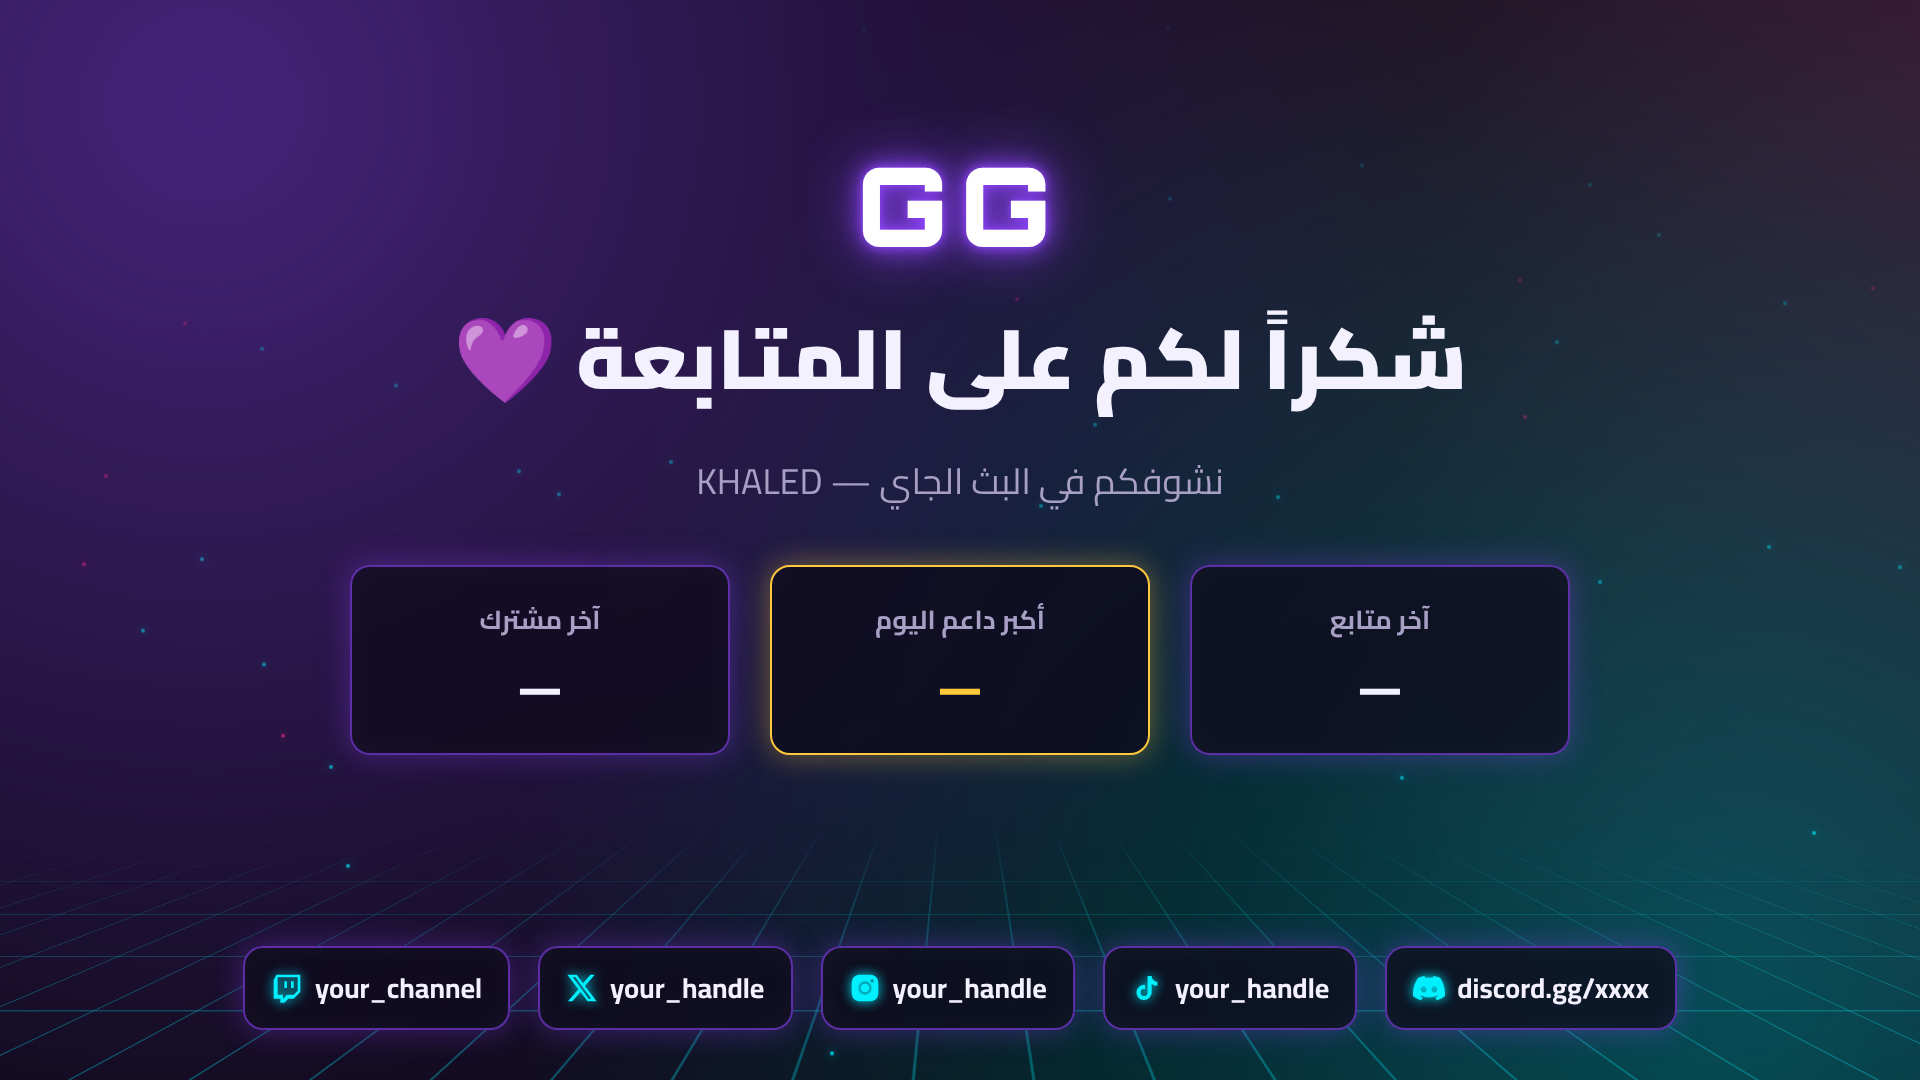 GG
شكراً لكم على المتابعة 💜
نشوفكم في البث الجاي — KHALED
آخر متابع
—
أكبر داعم اليوم
—
آخر مشترك
—
your_channel
your_handle
your_handle
your_handle
discord.gg/xxxx